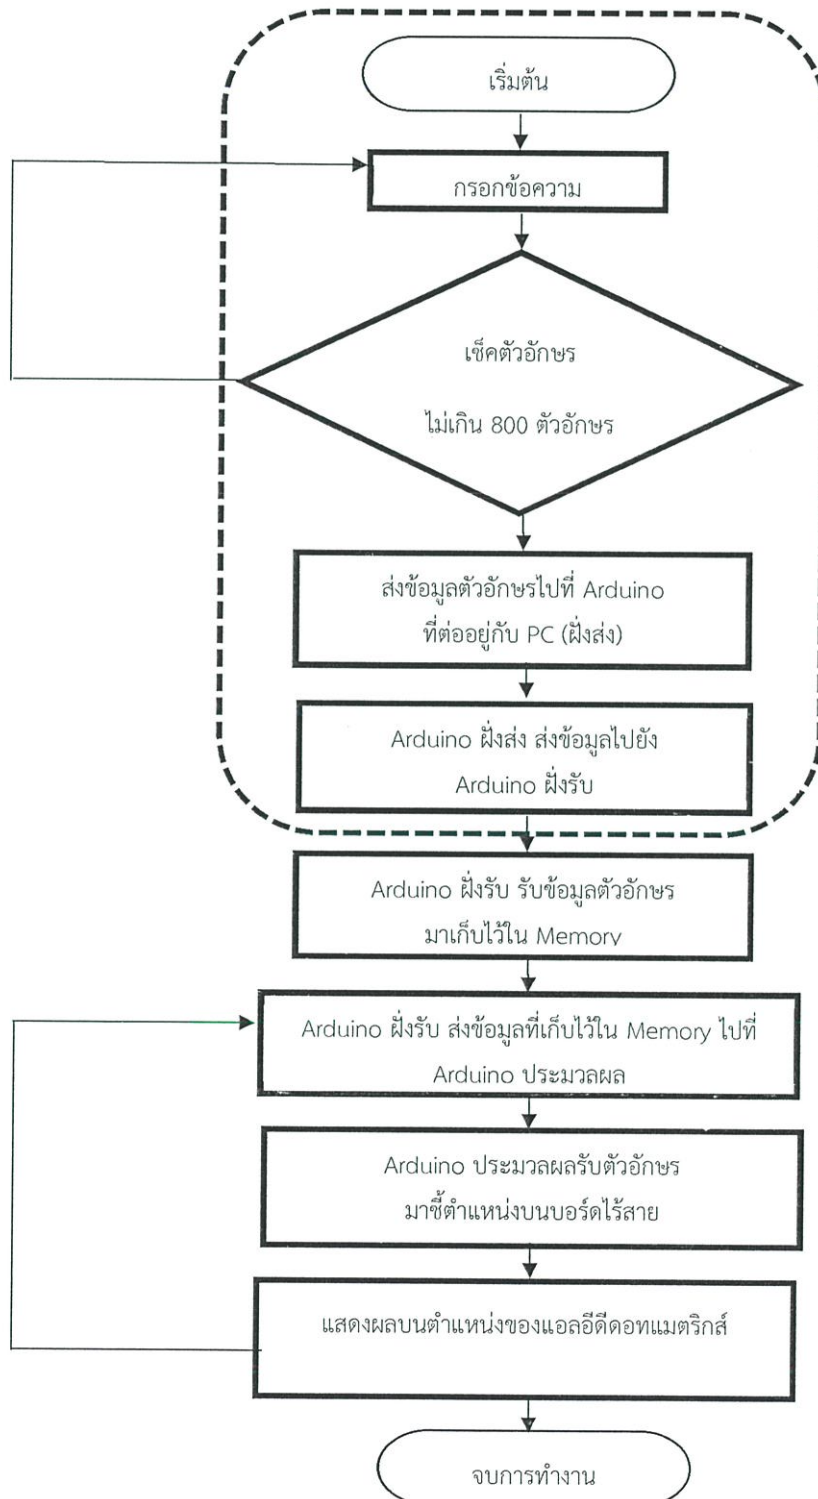 เริ่มต้น
กรอกข้อความ
เช็คตัวอักษร
ไม่เกิน 800 ตัวอักษร
ส่งข้อมูลตัวอักษรไปที่ Arduino
ที่ต่ออยู่กับ PC (ฝั่งส่ง)
Arduino ฝั่งส่ง ส่งข้อมูลไปยัง
Arduino ฝั่งรับ
Arduino ฝั่งรับ รับข้อมูลตัวอักษร
มาเก็บไว้ใน Memory
Arduino ฝั่งรับ ส่งข้อมูลที่เก็บไว้ใน Memory ไปที่
Arduino ประมวลผล
Arduino ประมวลผลรับตัวอักษร
มาชี้ตำแหน่งบนบอร์ดไร้สาย
แสดงผลบนตำแหน่งของแอลอีดีดอทแมตริกส์
จบการทำงาน